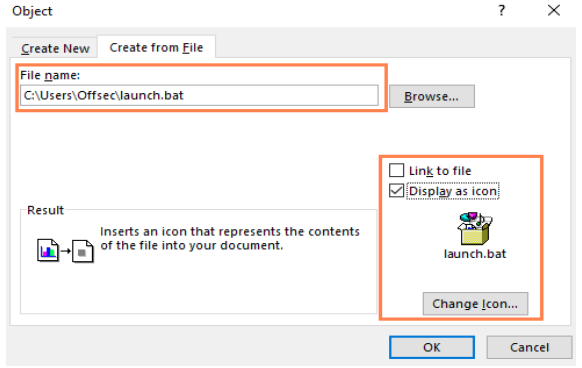 Object
?
Create New
Create from File
File name:
C:\Users\Offsec\launch.bat
Browse...
Link to file
Display as icon
Result
Inserts an icon that represents the contents
of the file into your document.
launch.bat
Change Icon...
OK
Cancel